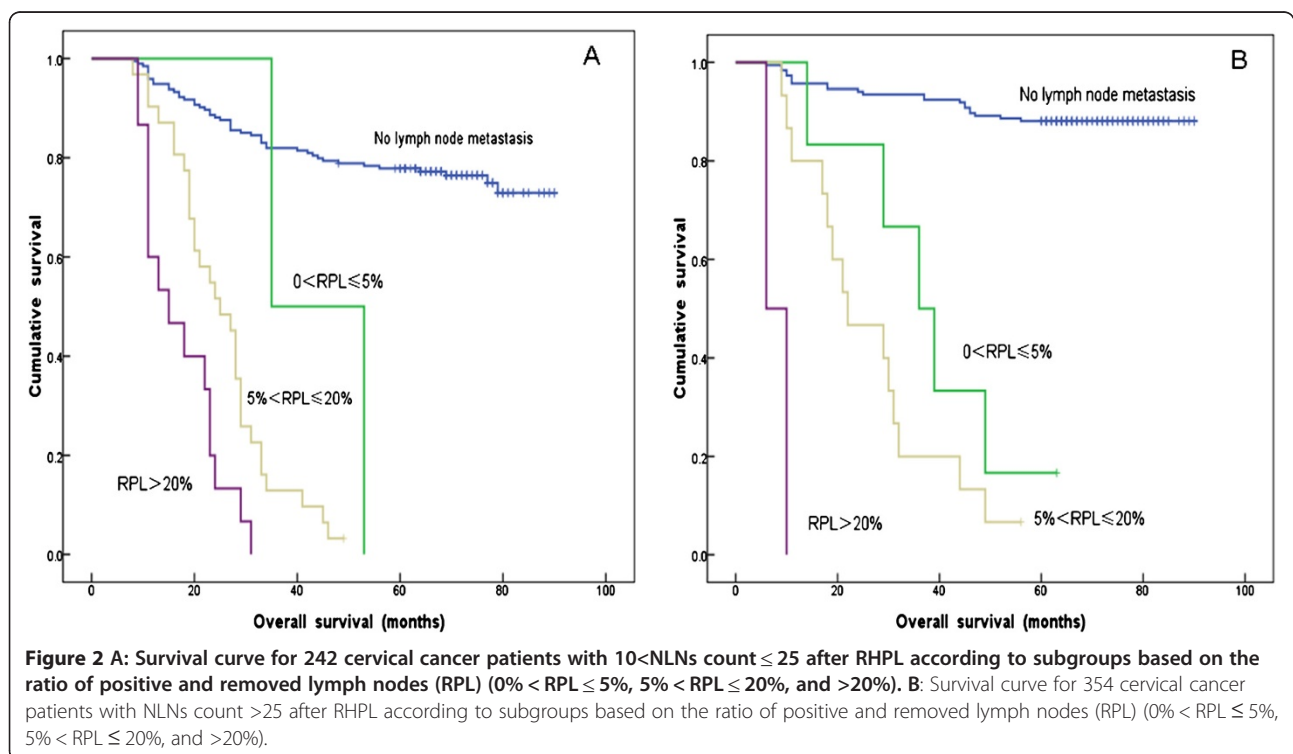 A
1.0
0.8
0.6
0.4
0.2
0.0
Cumulative survival
No lymph node metastasis
0<RPL≤5%
5%<RPL≤20%
RPL>20%
0 20 40 60 80 100
Overall survival (months)
B
1.0
0.8
0.6
0.4
0.2
0.0
Cumulative survival
No lymph node metastasis
0<RPL≤5%
RPL>20%
5%<RPL≤20%
0 20 40 60 80 100
Overall survival (months)
Figure 2 A: Survival curve for 242 cervical cancer patients with 10<NLNs count ≤ 25 after RHPL according to subgroups based on the
ratio of positive and removed lymph nodes (RPL) (0% < RPL ≤ 5%, 5% < RPL ≤ 20%, and >20%). B: Survival curve for 354 cervical cancer
patients with NLNs count >25 after RHPL according to subgroups based on the ratio of positive and removed lymph nodes (RPL) (0% < RPL ≤ 5%,
5% < RPL ≤ 20%, and >20%).